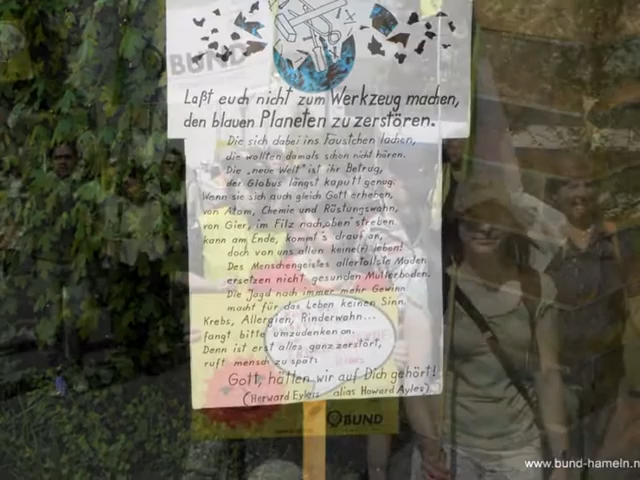 BUND
Laßt euch nicht zum Werkzeug machen,
den blauen Planeten zu zerstören.
Die sich dabei ins Fäustchen lachen,
die wollten damals schon nicht hören.
Die „neue Welt" ist ihr Betrug,
der Globus längst kaputt genug.
Wenn sie sich auch gleich Gott erheben,
von Atom, Chemie und Rüstungswahn,
von Gier, im Filz nach oben streben.
kann am Ende, kommt's drauf an,
doch von uns allen keine(r) leben!
Des Menschengeistes allertollste Maden
ersetzen nicht gesunden Mutterboden.
Die Jagd nach immer mehr Gewinn
macht für das Leben keinen Sinn.
Krebs, Allergien, Rinderwahn...
fangt bitte umzudenken an.
Denn ist erst alles ganz zerstört,
ruft mensch zu spät:
Gott, hätten wir auf Dich gehört!
(Herward Eylers alias Howard Ayles)
BUND
www.bund-hameln.n